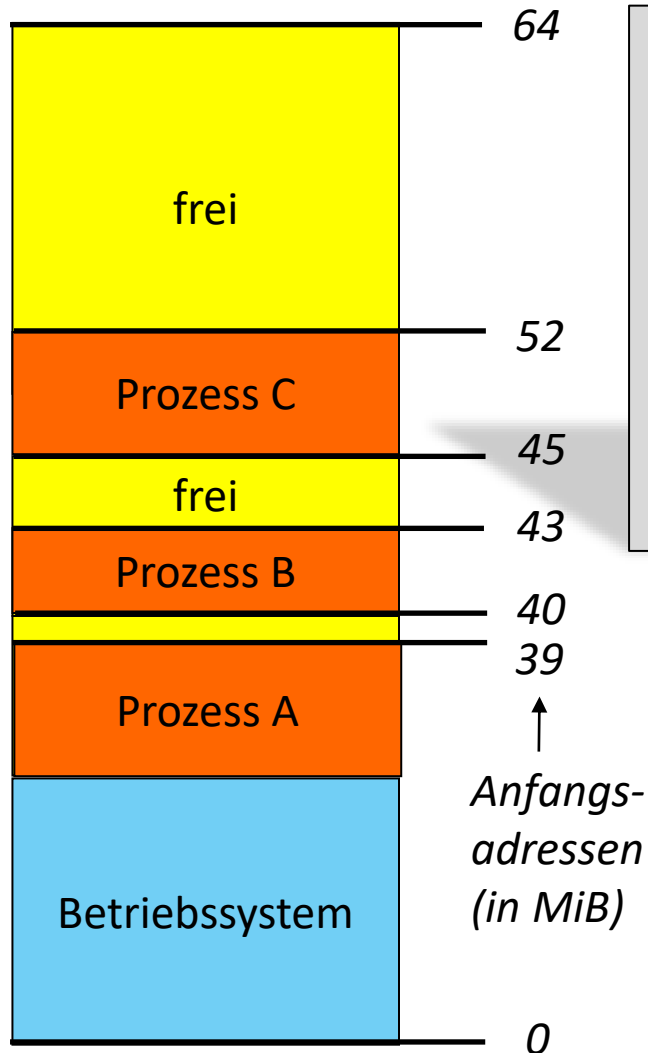 64
frei
52
Prozess C
45
frei
43
Prozess B
40
39
Prozess A
Anfangs-
adressen
(in MiB)
Betriebssystem
0